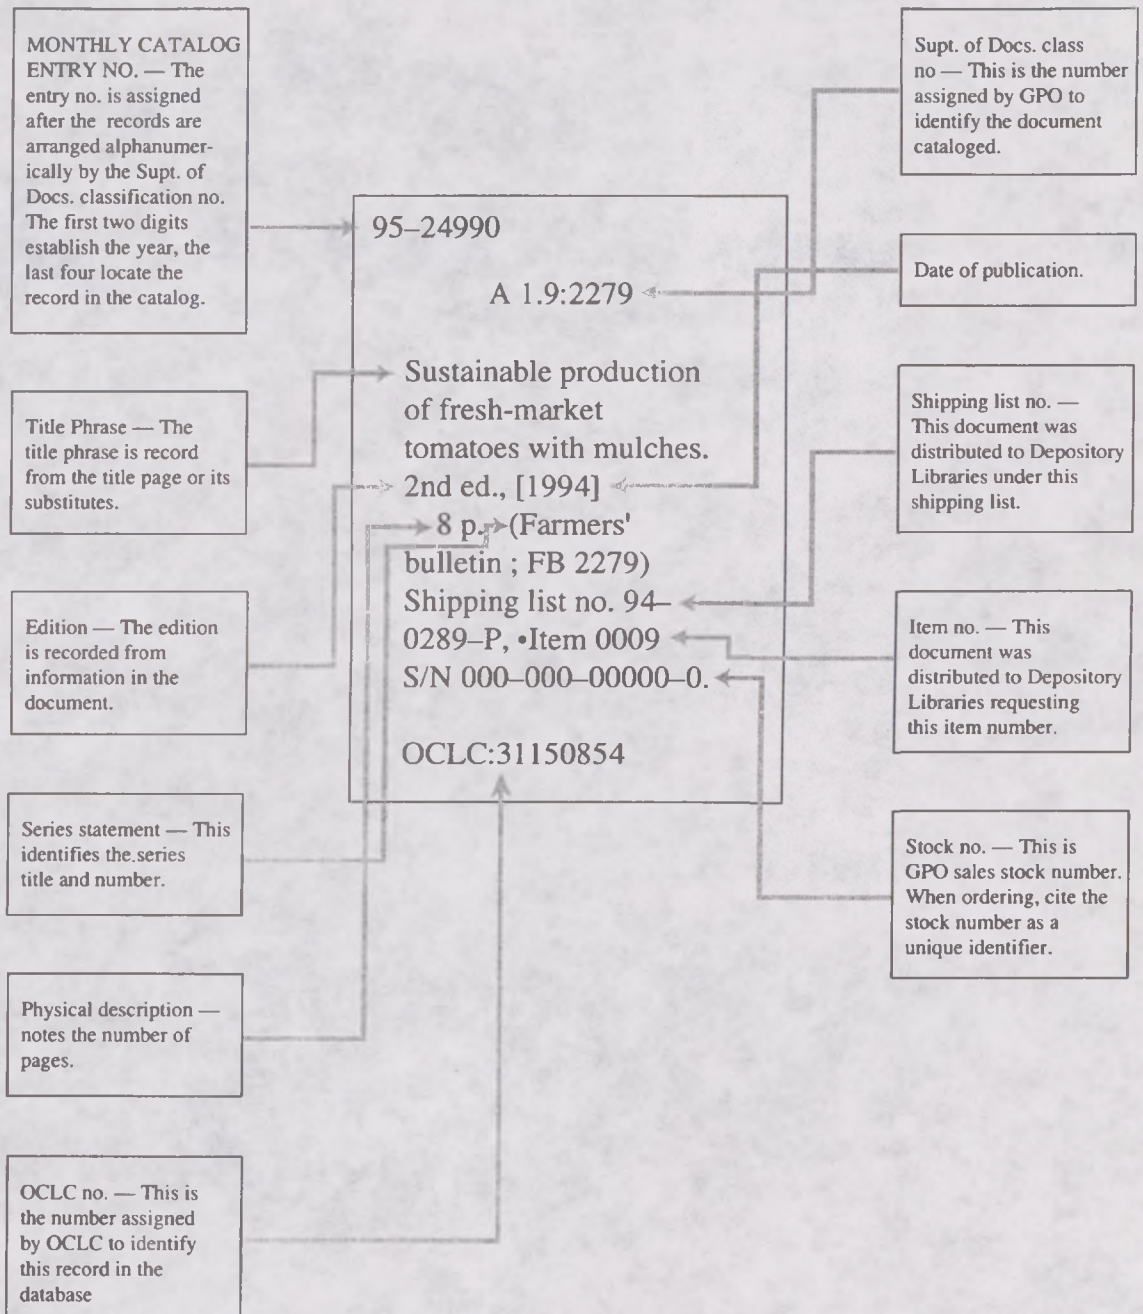 MONTHLY CATALOG
ENTRY NO. — The
entry no. is assigned
after the records are
arranged alphanumer-
ically by the Supt. of
Docs. classification no.
The first two digits
establish the year, the
last four locate the
record in the catalog.
Title Phrase — The
title phrase is record
from the title page or its
substitutes.
Edition — The edition
is recorded from
information in the
document.
Series statement — This
identifies the.series
title and number.
Physical description —
notes the number of
pages.
OCLC no. — This is
the number assigned
by OCLC to identify
this record in the
database
95–24990
A 1.9:2279
Sustainable production
of fresh-market
tomatoes with mulches.
2nd ed., [1994]
8 p. (Farmers'
bulletin ; FB 2279)
Shipping list no. 94–
0289–P, •Item 0009
S/N 000–000–00000–0.
OCLC:31150854
Supt. of Docs. class
no — This is the number
assigned by GPO to
identify the document
cataloged.
Date of publication.
Shipping list no. —
This document was
distributed to Depository
Libraries under this
shipping list.
Item no. — This
document was
distributed to Depository
Libraries requesting
this item number.
Stock no. — This is
GPO sales stock number.
When ordering, cite the
stock number as a
unique identifier.